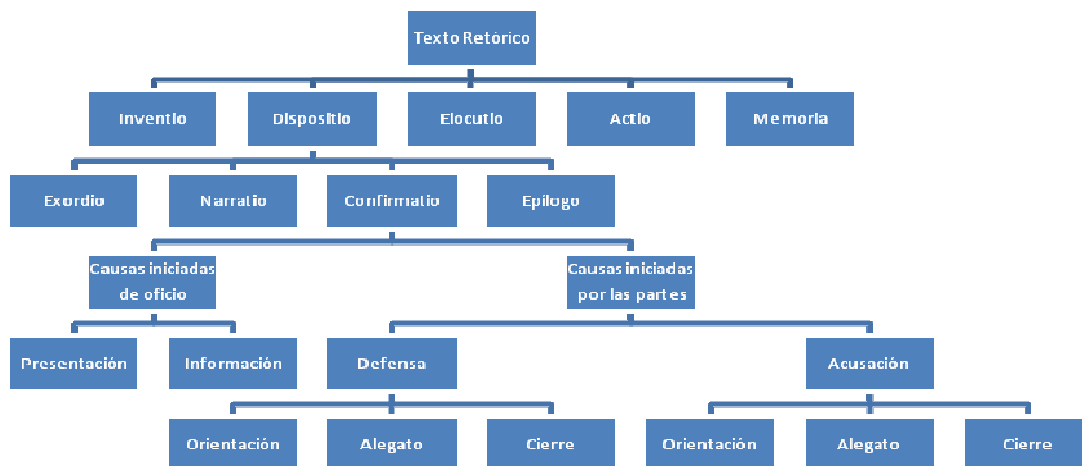 Texto Retórico
Inventio
Dispositio
Elocutio
Actio
Memoria
Exordio
Narratio
Confirmatio
Epílogo
Causas iniciadas
de oficio
Causas iniciadas
por las partes
Presentación
Información
Defensa
Acusación
Orientación
Alegato
Cierre
Orientación
Alegato
Cierre